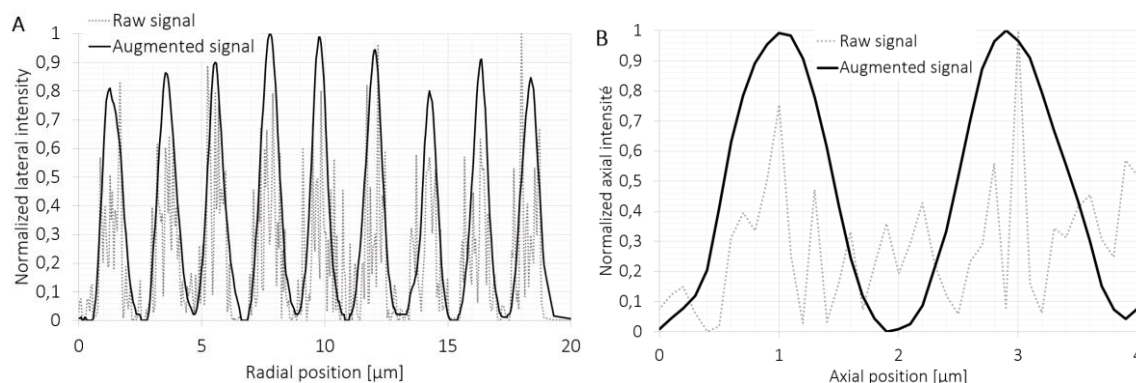 A
Raw signal
Augmented signal
Normalized lateral intensity
1
0,9
0,8
0,7
0,6
0,5
0,4
0,3
0,2
0,1
0
0 5 10 15 20
Radial position [µm]
B
Raw signal
Augmented signal
Normalized axial intensité
1
0,9
0,8
0,7
0,6
0,5
0,4
0,3
0,2
0,1
0
0 1 2 3 4
Axial position [µm]